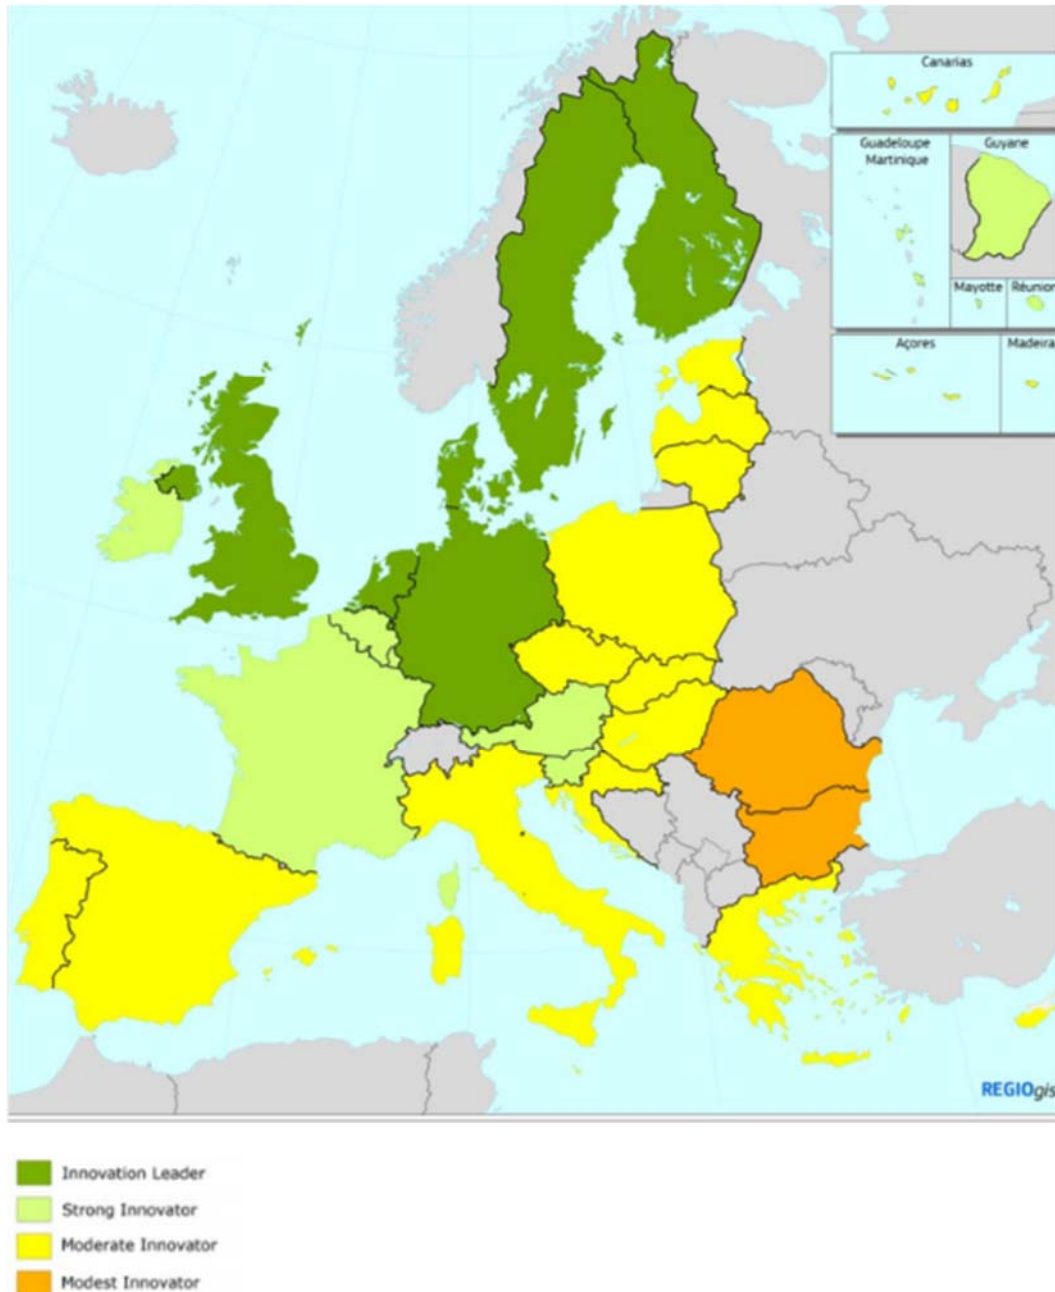 Canarias
Guadeloupe
Martinique
Guyane
Mayotte
Réunion
Açores
Madeira
REGIOgis
Innovation Leader
Strong Innovator
Moderate Innovator
Modest Innovator